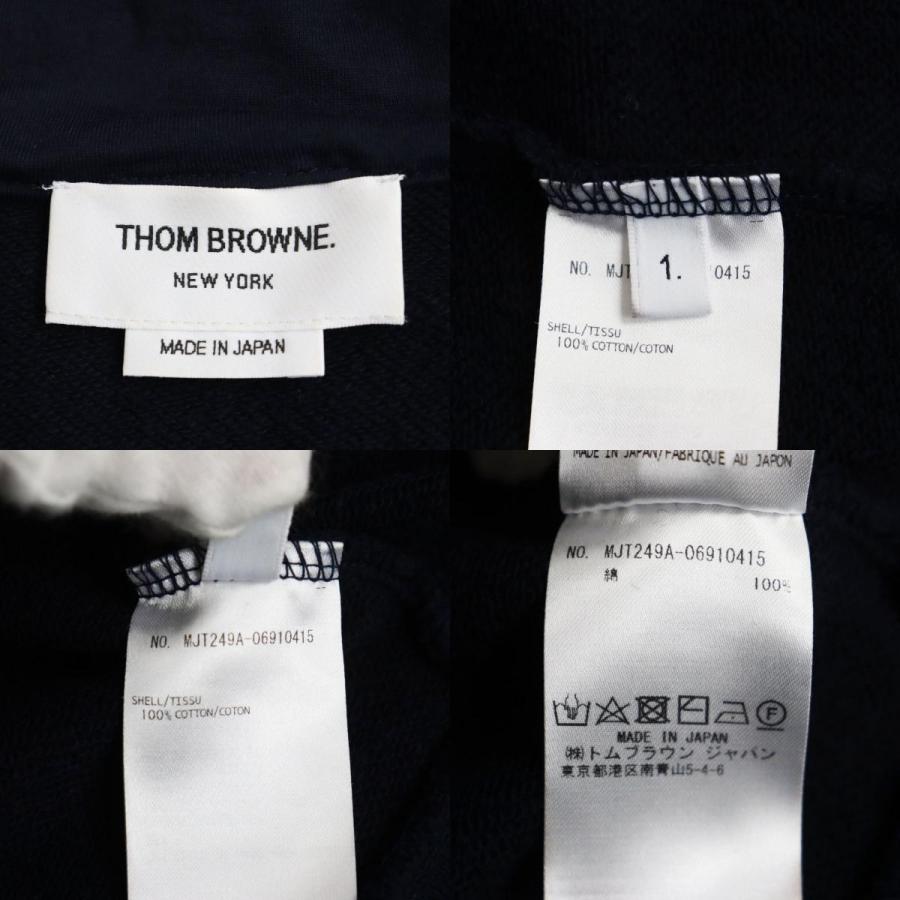 THOM BROWNE.
NEW YORK
MADE IN JAPAN
NO. MJT 0415
1.
SHELL/TISSU
100% COTTON/COTON
NO. MJT249A-06910415
SHELL/TISSU
100% COTTON/COTON
MADE IN JAPAN/FABRIQUE AU JAPON
NO. MJT249A-06910415
綿 100%
F
MADE IN JAPAN
㈱トムブラウン ジャパン
東京都港区南青山5-4-6